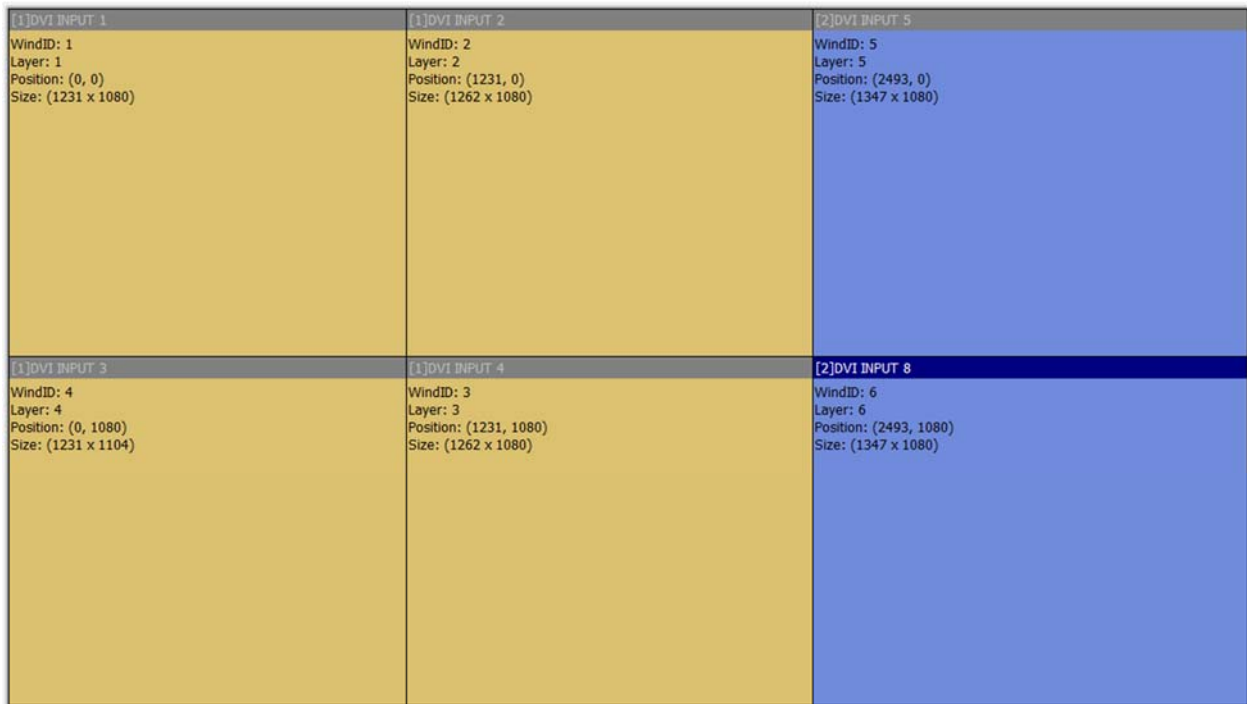 [1]DVI INPUT 1
WindID: 1
Layer: 1
Position: (0, 0)
Size: (1231 x 1080)
[1]DVI INPUT 2
WindID: 2
Layer: 2
Position: (1231, 0)
Size: (1262 x 1080)
[2]DVI INPUT 5
WindID: 5
Layer: 5
Position: (2493, 0)
Size: (1347 x 1080)
[1]DVI INPUT 3
WindID: 4
Layer: 4
Position: (0, 1080)
Size: (1231 x 1104)
[1]DVI INPUT 4
WindID: 3
Layer: 3
Position: (1231, 1080)
Size: (1262 x 1080)
[2]DVI INPUT 8
WindID: 6
Layer: 6
Position: (2493, 1080)
Size: (1347 x 1080)